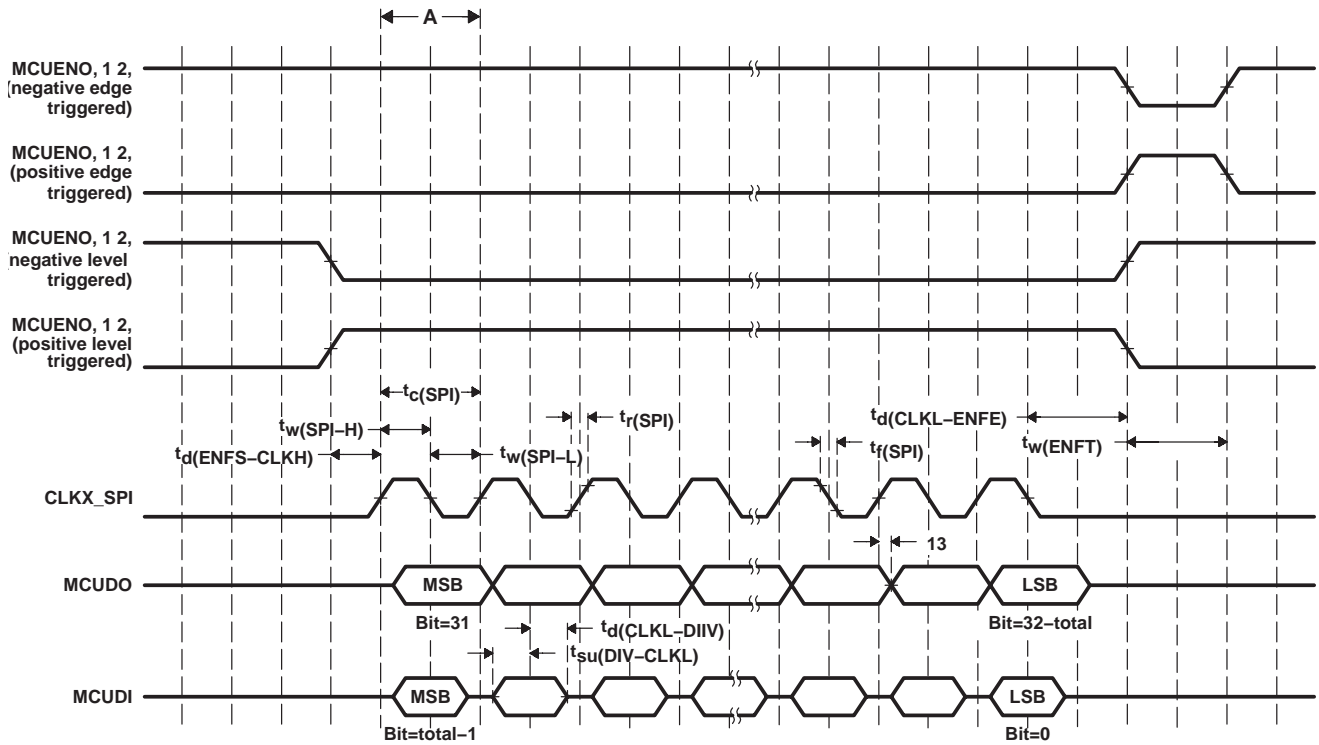 A
MCUENO, 1 2,
(negative edge
triggered)
MCUENO, 1 2,
(positive edge
triggered)
MCUENO, 1 2,
(negative level
triggered)
MCUENO, 1 2,
(positive level
triggered)
tc(SPI)
tw(SPI–H)
tr(SPI)
td(CLKL–ENFE)
td(ENFS–CLKH)
tw(SPI–L)
tf(SPI)
tw(ENFT)
CLKX_SPI
13
MCUDO
MSB
LSB
Bit=31
Bit=32–total
td(CLKL–DIIV)
tsu(DIV–CLKL)
MCUDI
MSB
LSB
Bit=total–1
Bit=0